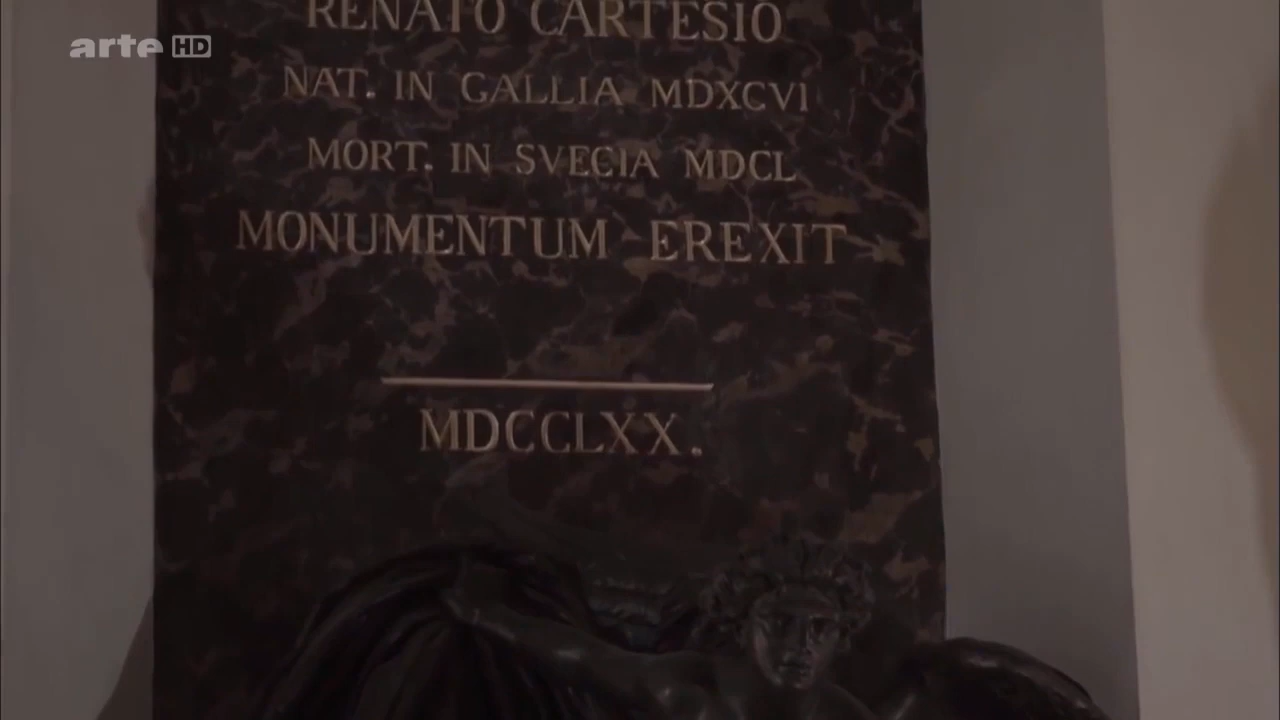 arte HD
RENATO CARTESIO
NAT. IN GALLIA MDXCVI
MORT. IN SVECIA MDCL
MONUMENTUM EREXIT
MDCCLXX.